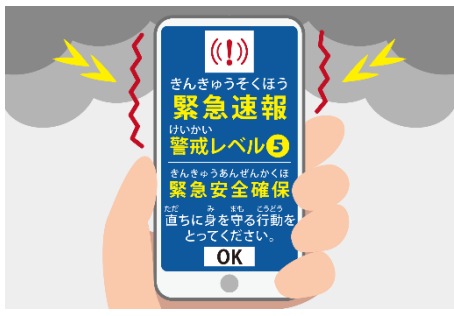 ((!))
きんきゅうそくほう
緊急速報
けいかい
警戒レベル5
きんきゅうあんぜんかくほ
緊急安全確保
ただ み まも こうどう
直ちに身を守る行動を
とってください。
OK